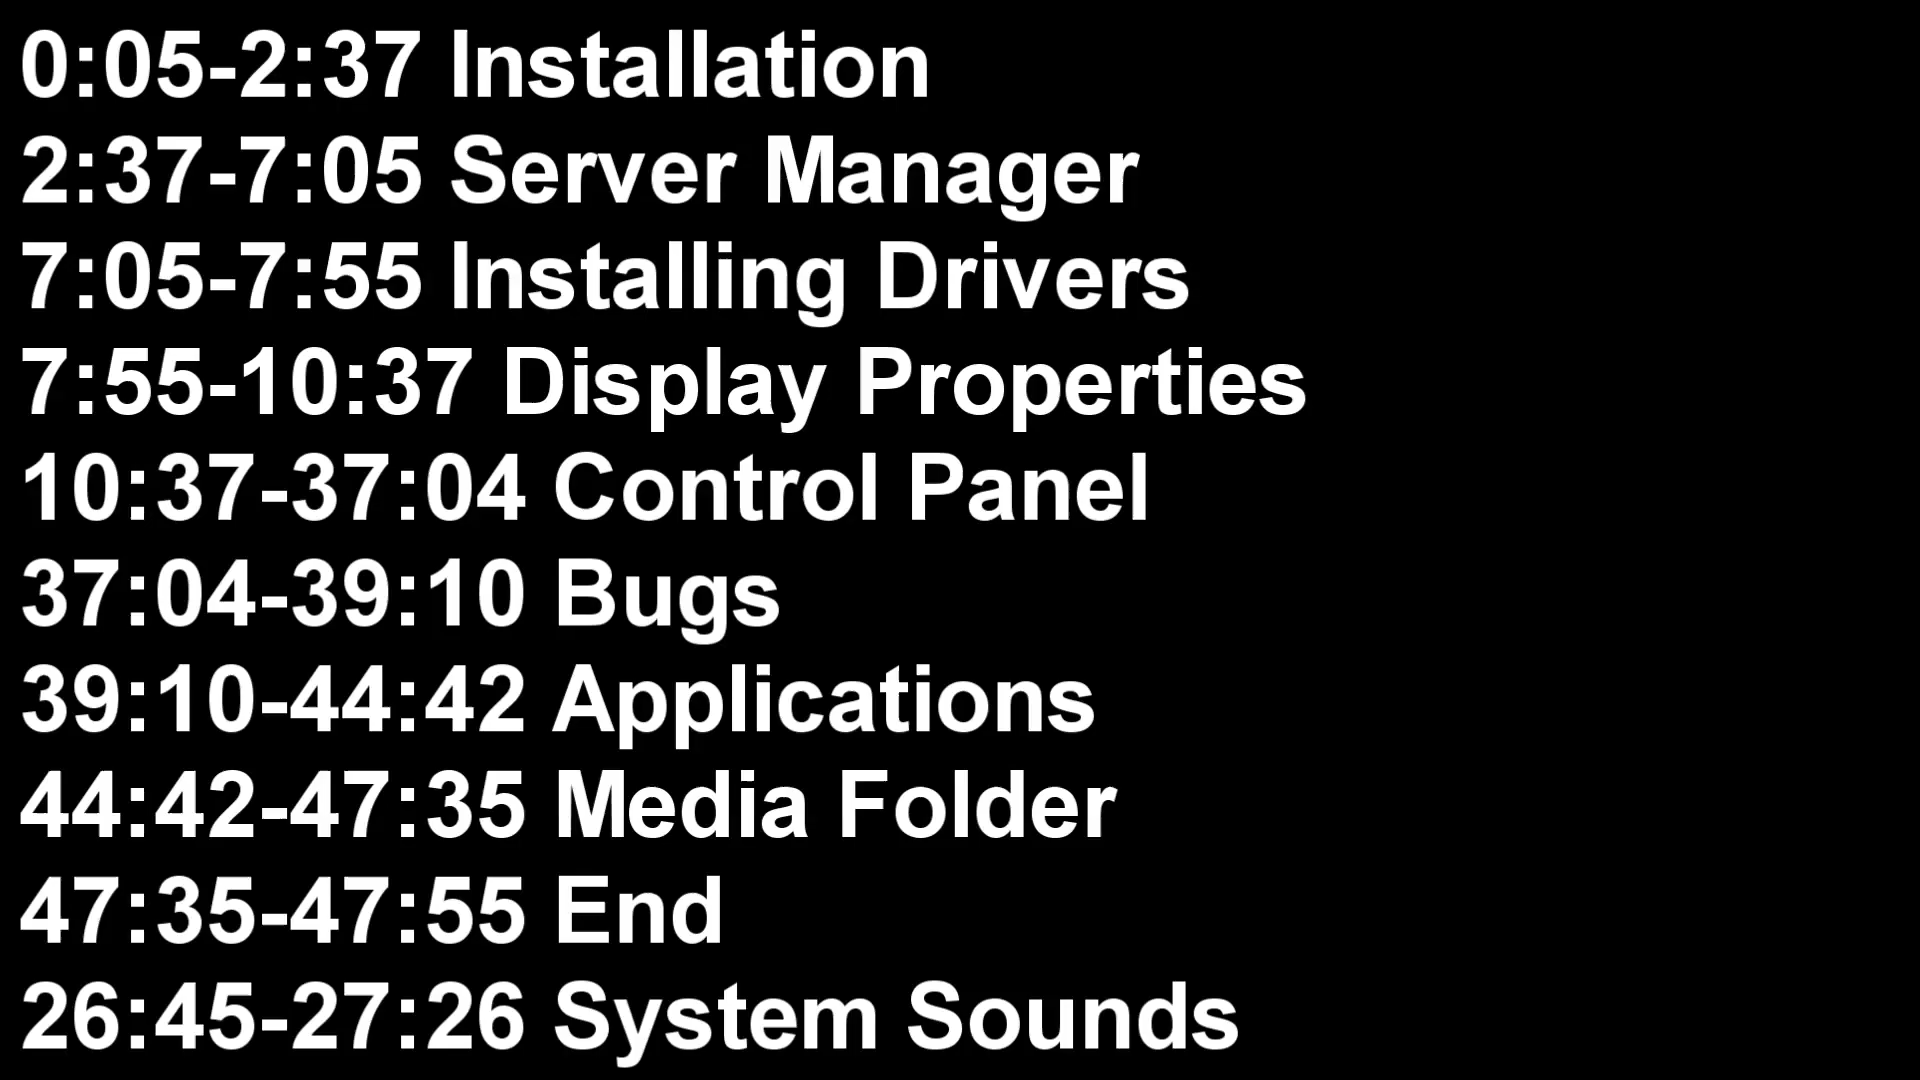 0:05-2:37 Installation
2:37-7:05 Server Manager
7:05-7:55 Installing Drivers
7:55-10:37 Display Properties
10:37-37:04 Control Panel
37:04-39:10 Bugs
39:10-44:42 Applications
44:42-47:35 Media Folder
47:35-47:55 End
26:45-27:26 System Sounds